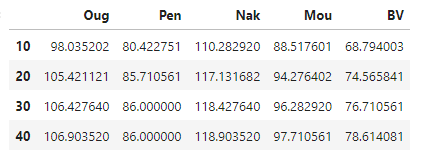 Oug Pen Nak Mou BV
10 98.035202 80.422751 110.282920 88.517601 68.794003
20 105.421121 85.710561 117.131682 94.276402 74.565841
30 106.427640 86.000000 118.427640 96.282920 76.710561
40 106.903520 86.000000 118.903520 97.710561 78.614081